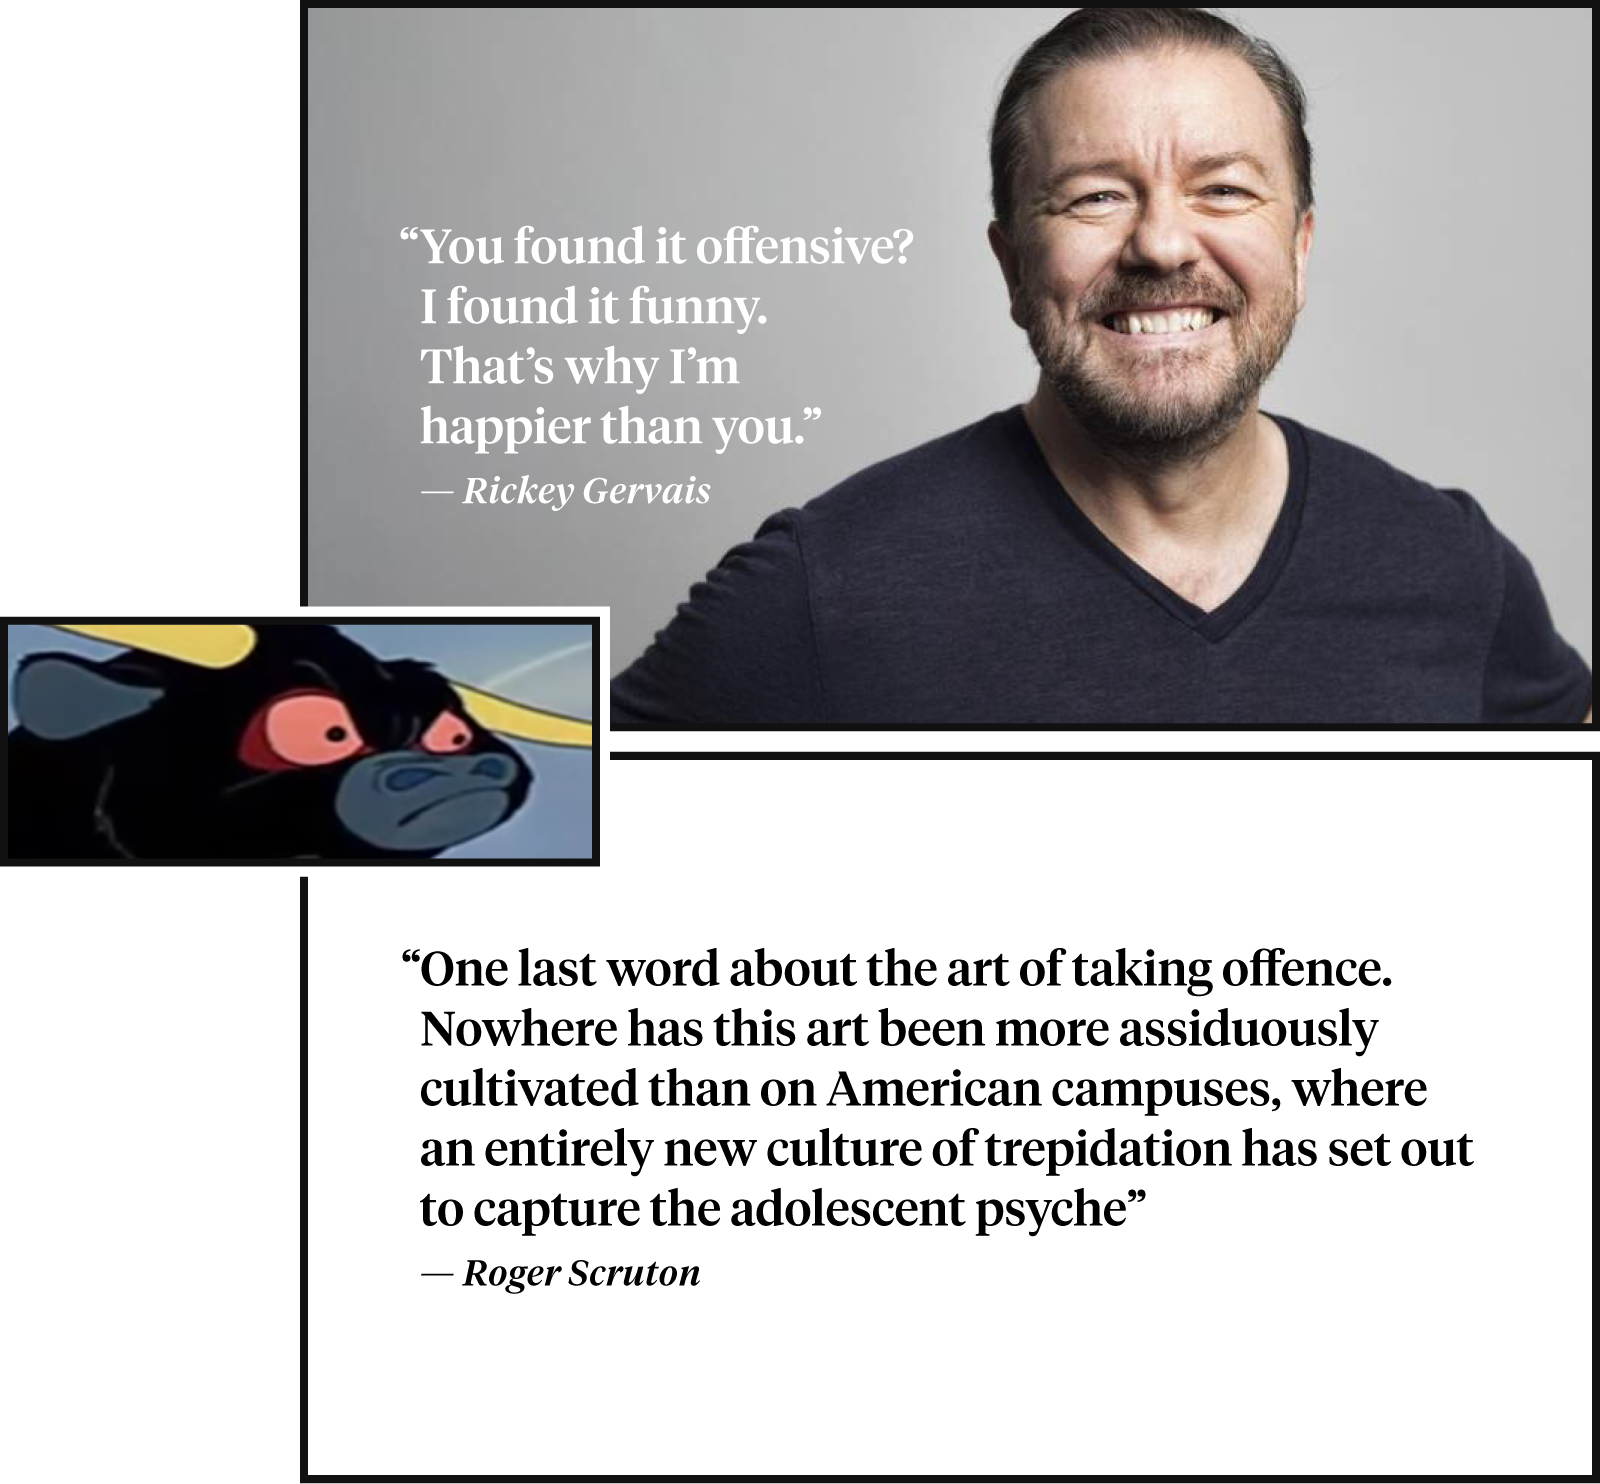 “You found it offensive?
I found it funny.
That’s why I’m
happier than you.”
— Rickey Gervais
“One last word about the art of taking offence.
Nowhere has this art been more assiduously
cultivated than on American campuses, where
an entirely new culture of trepidation has set out
to capture the adolescent psyche”
— Roger Scruton